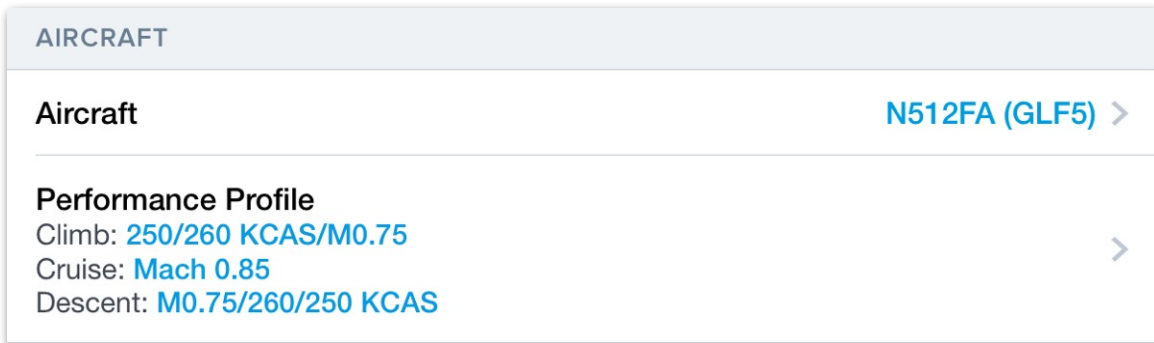 AIRCRAFT
Aircraft N512FA (GLF5)
Performance Profile
Climb: 250/260 KCAS/M0.75
Cruise: Mach 0.85
Descent: M0.75/260/250 KCAS